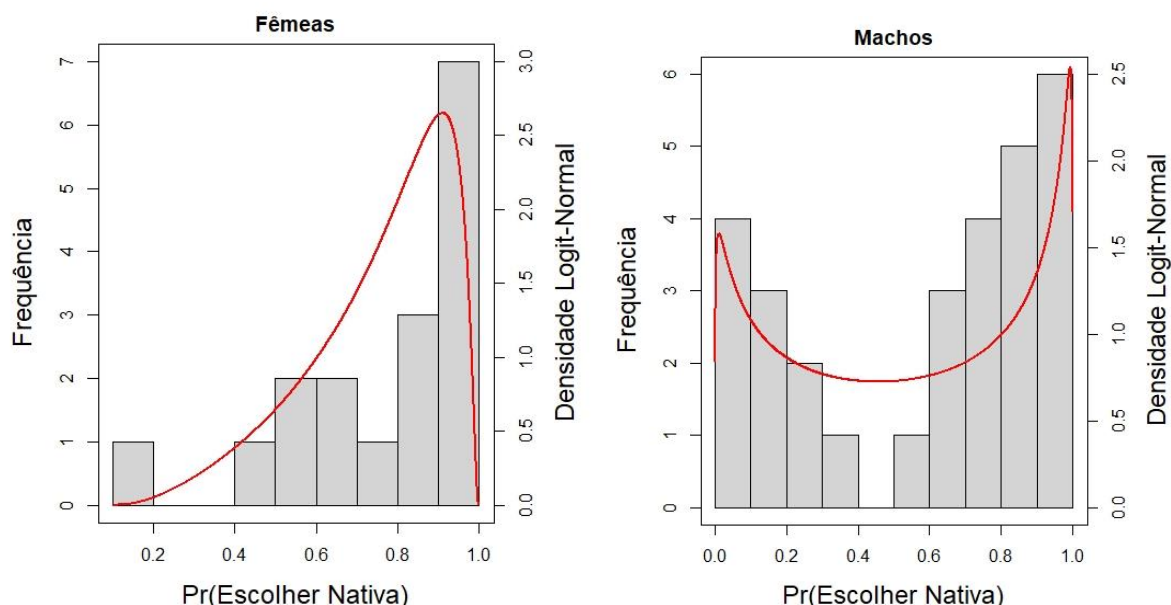 Fêmeas
Frequência
7
6
5
4
3
2
1
0
3.0
2.5
2.0
1.5
1.0
0.5
0.0
Densidade Logit-Normal
0.2 0.4 0.6 0.8 1.0
Pr(Escolher Nativa)
Machos
Frequência
6
5
4
3
2
1
0
2.5
2.0
1.5
1.0
0.5
0.0
Densidade Logit-Normal
0.0 0.2 0.4 0.6 0.8 1.0
Pr(Escolher Nativa)